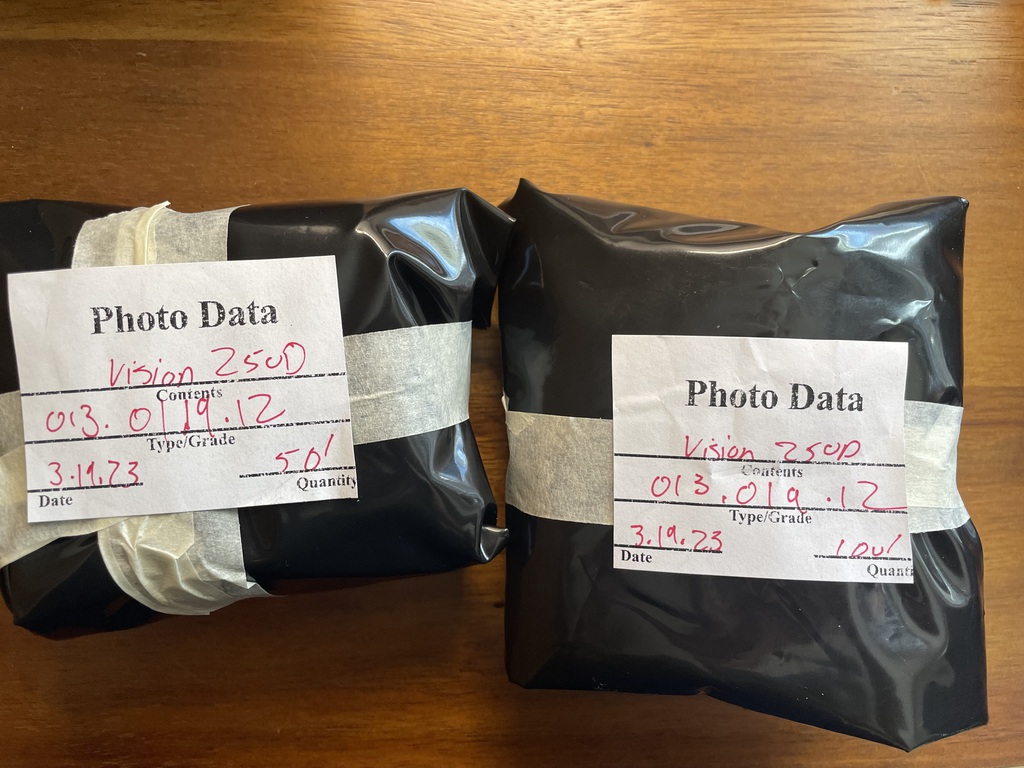 Photo Data
Vision 250D
Contents
013.019.12
Type/Grade
3.19.23 50'
Date Quantity
Photo Data
Vision 250D
Contents
013.019.12
Type/Grade
3.19.23 100'
Date Quant